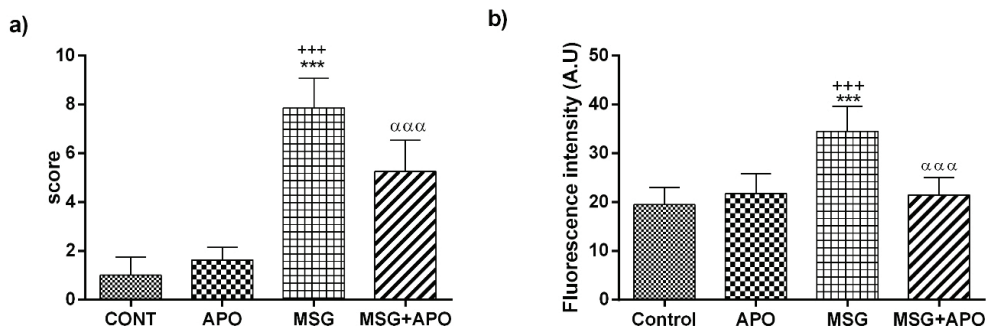 a)
score
10
8
6
4
2
0
+++
***
ααα
CONT APO MSG MSG+APO
b)
Fluorescence intensity (A.U)
50
40
30
20
10
0
+++
***
ααα
Control APO MSG MSG+APO